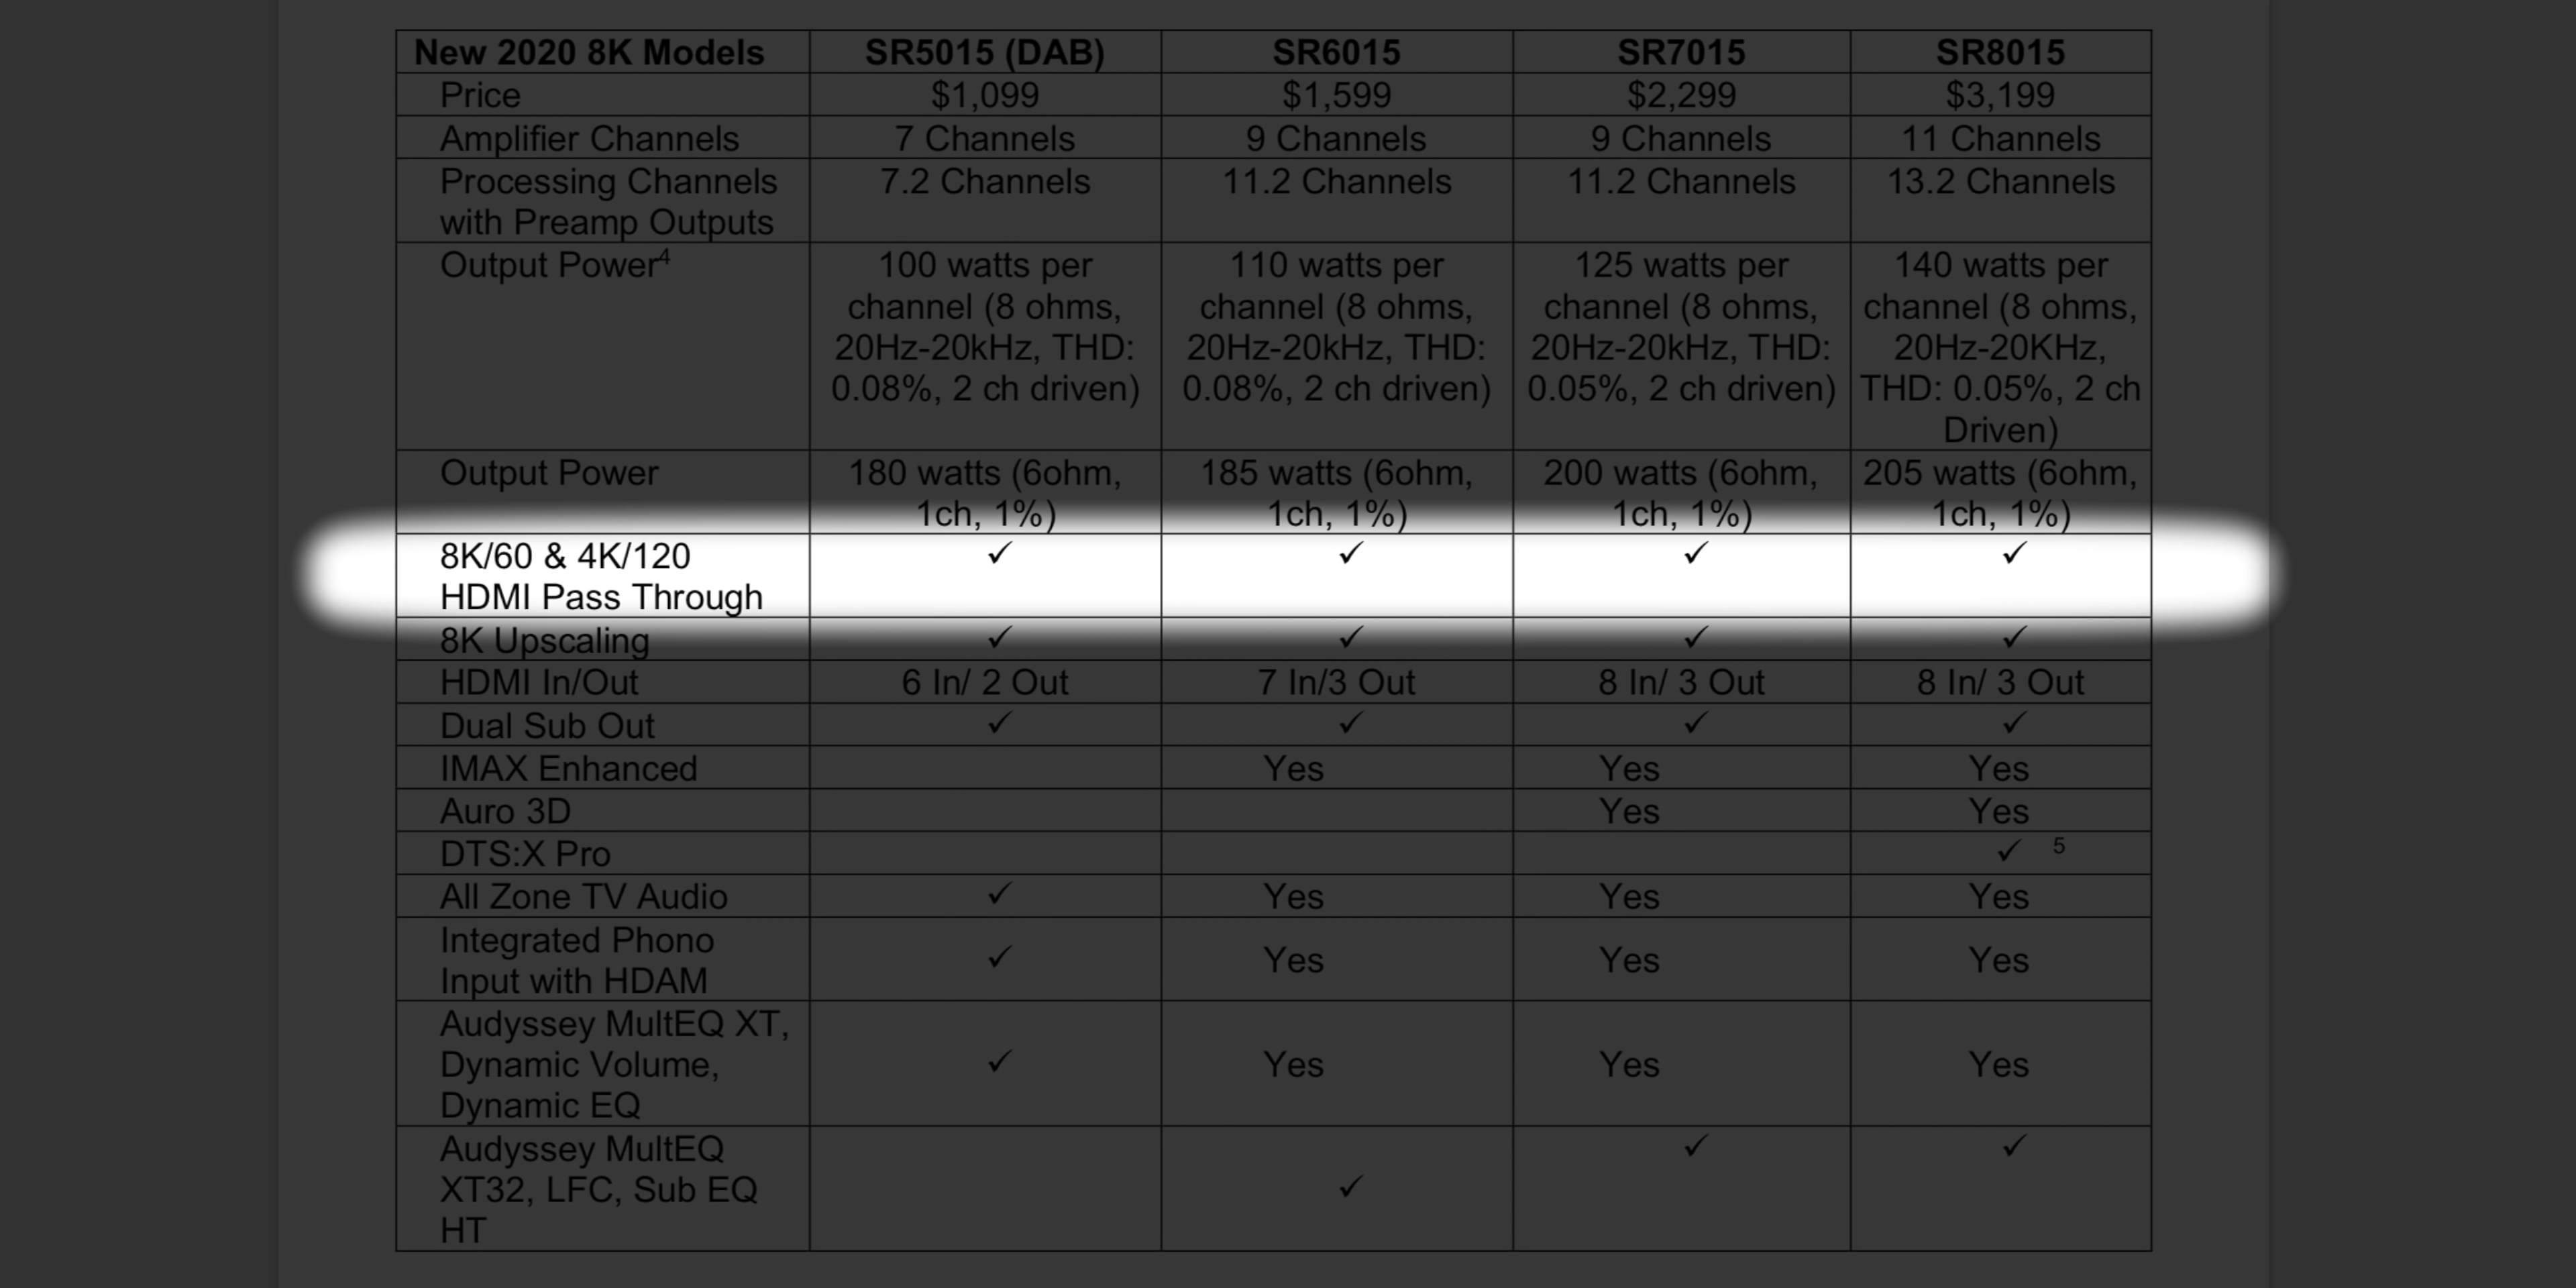 New 2020 8K Models SR5015 (DAB) SR6015 SR7015 SR8015
Price $1,099 $1,599 $2,299 $3,199
Amplifier Channels 7 Channels 9 Channels 9 Channels 11 Channels
Processing Channels 7.2 Channels 11.2 Channels 11.2 Channels 13.2 Channels
with Preamp Outputs
Output Power⁴ 100 watts per 110 watts per 125 watts per 140 watts per
channel (8 ohms, channel (8 ohms, channel (8 ohms, channel (8 ohms,
20Hz-20kHz, THD: 20Hz-20kHz, THD: 20Hz-20kHz, THD: 20Hz-20KHz,
0.08%, 2 ch driven) 0.08%, 2 ch driven) 0.05%, 2 ch driven) THD: 0.05%, 2 ch
Driven)
Output Power 180 watts (6ohm, 185 watts (6ohm, 200 watts (6ohm, 205 watts (6ohm,
1ch, 1%) 1ch, 1%) 1ch, 1%) 1ch, 1%)
8K/60 & 4K/120 ✓ ✓ ✓ ✓
HDMI Pass Through
8K Upscaling ✓ ✓ ✓ ✓
HDMI In/Out 6 In/ 2 Out 7 In/3 Out 8 In/ 3 Out 8 In/ 3 Out
Dual Sub Out ✓ ✓ ✓ ✓
IMAX Enhanced Yes Yes Yes
Auro 3D Yes Yes
DTS:X Pro ✓ ⁵
All Zone TV Audio ✓ Yes Yes Yes
Integrated Phono
Input with HDAM ✓ Yes Yes Yes
Audyssey MultEQ XT,
Dynamic Volume, ✓ Yes Yes Yes
Dynamic EQ
Audyssey MultEQ ✓ ✓
XT32, LFC, Sub EQ ✓
HT